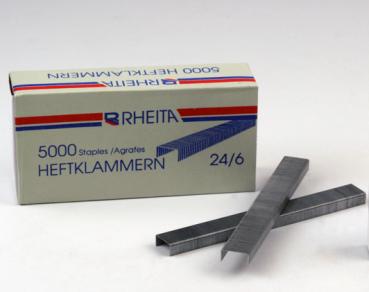 5000 HEFTKLAMMERN
RHEITA
5000 Staples/Agrafes
HEFTKLAMMERN 24/6